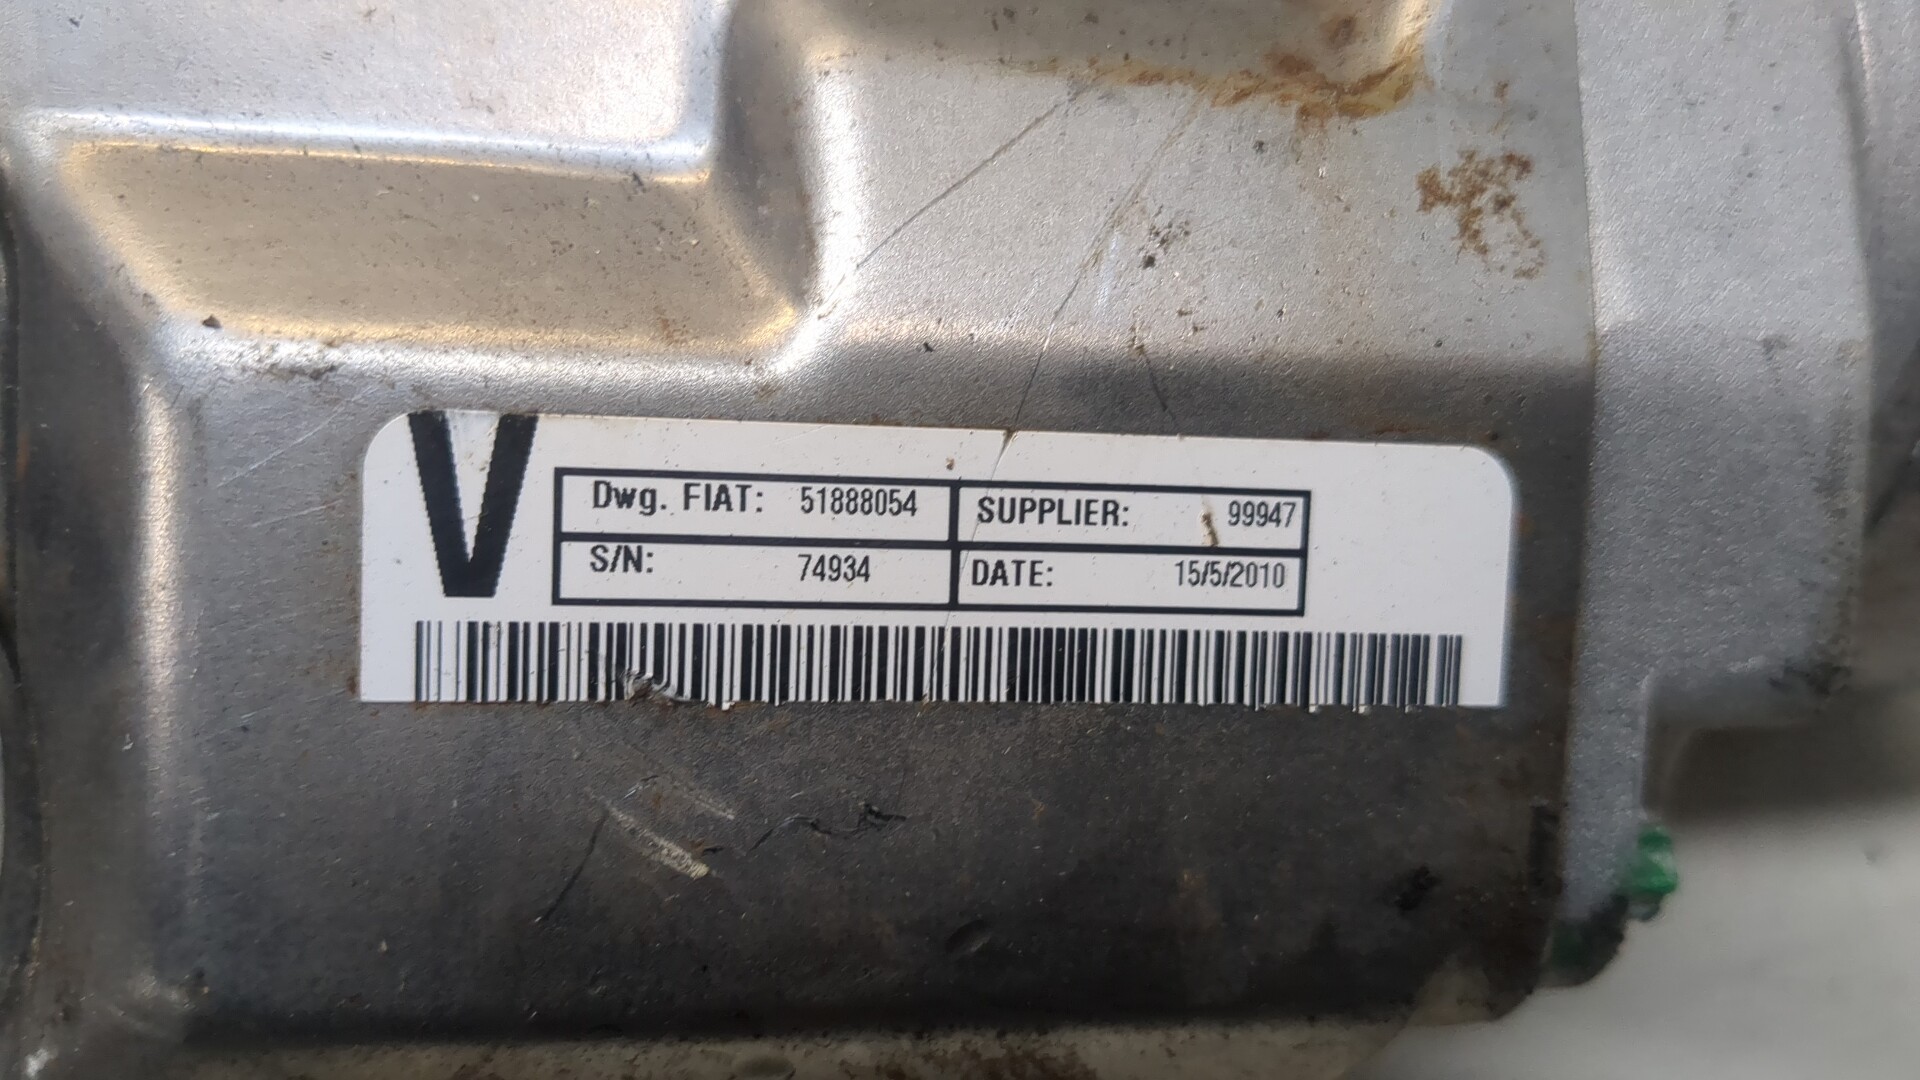 V
Dwg. FIAT: 51888054 SUPPLIER: 99947
S/N: 74934 DATE: 15/5/2010